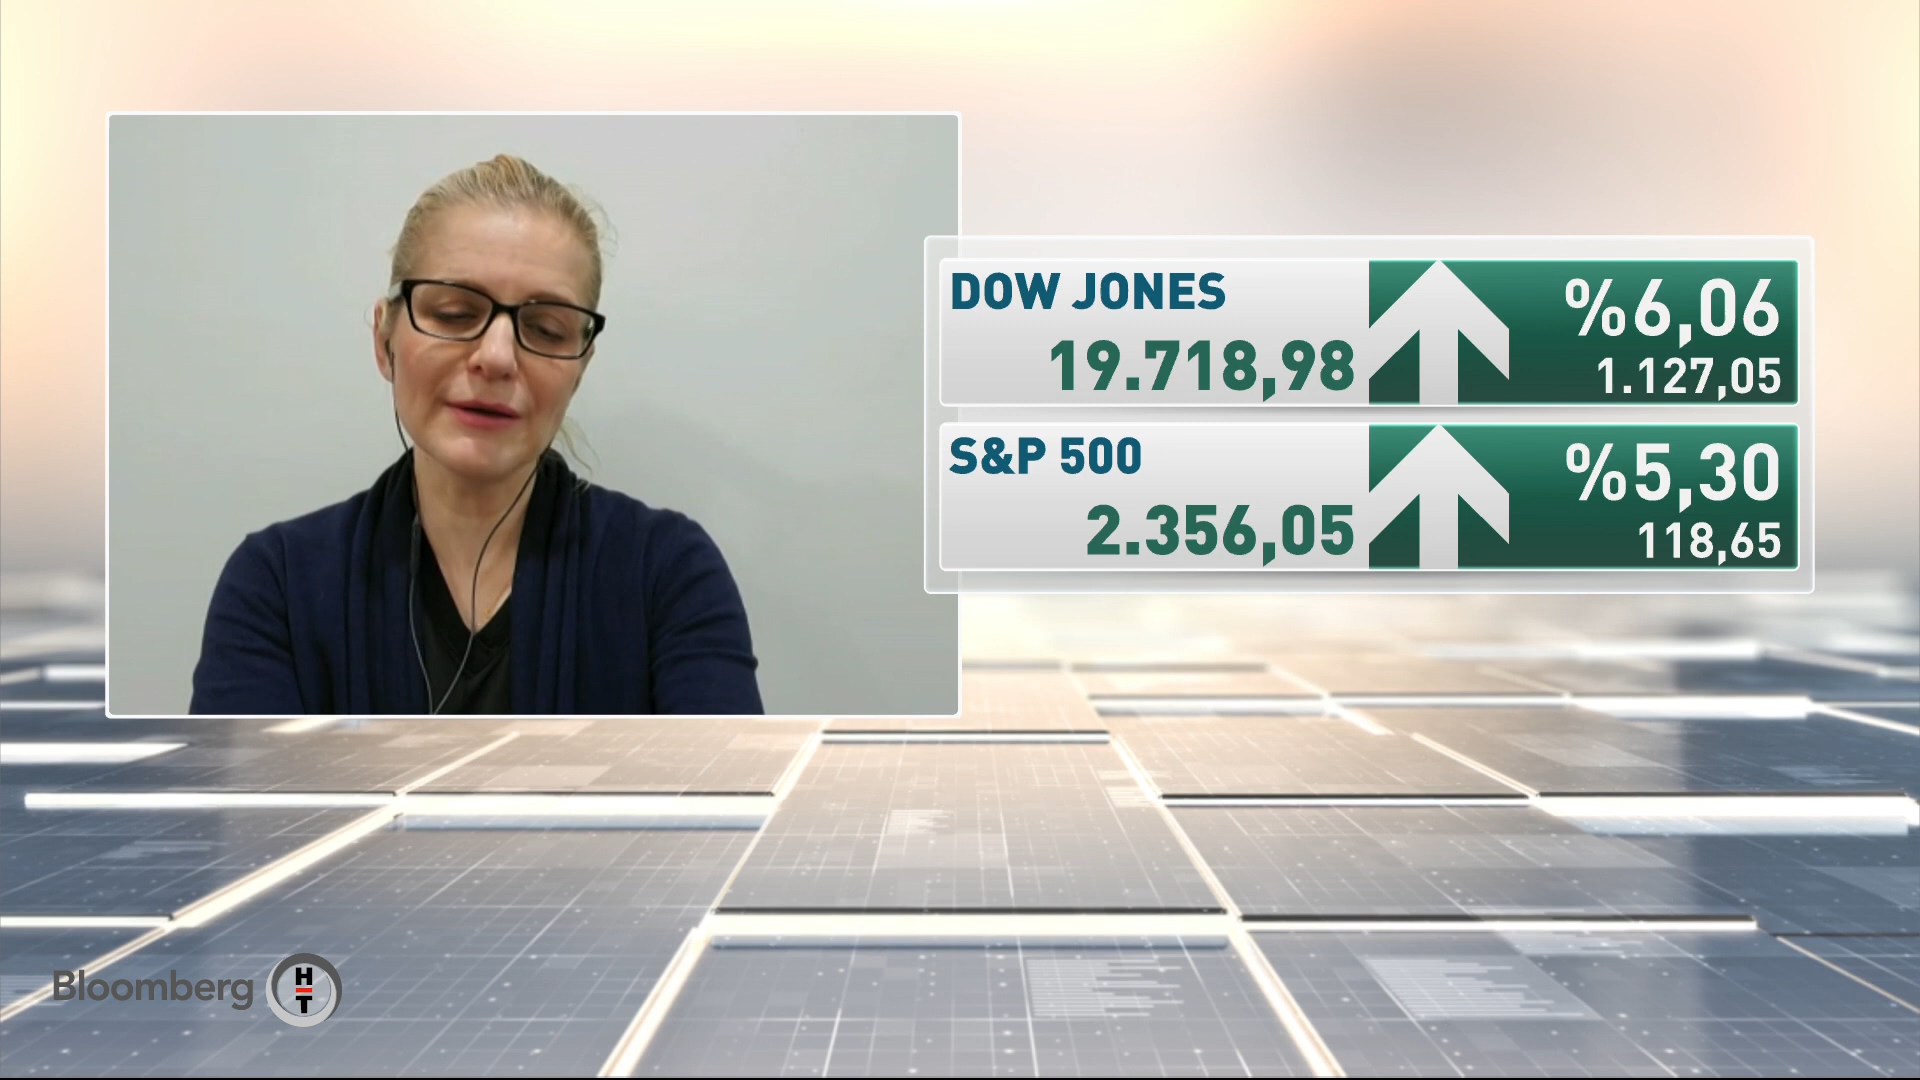 DOW JONES
19.718,98
%6,06
1.127,05
S&P 500
2.356,05
%5,30
118,65
Bloomberg HT